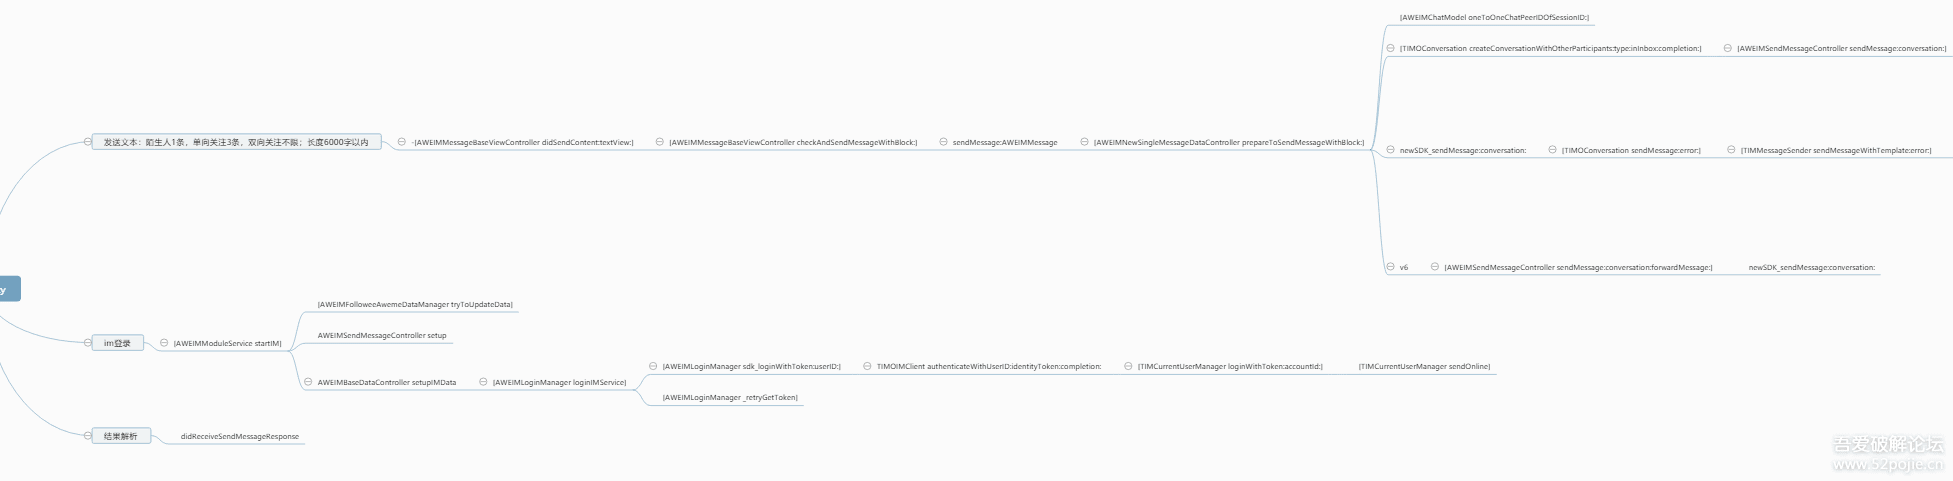 [AWEIMChatModel oneToOneChatPeerIDOfSessionID:]
[TIMOConversation createConversationWithOtherParticipants:type:inInbox:completion:]
[AWEIMSendMessageController sendMessage:conversation:]
发送文本：陌生人1条，单向关注3条，双向关注不限；长度6000字以内
-[AWEIMMessageBaseViewController didSendContent:textView:]
[AWEIMMessageBaseViewController checkAndSendMessageWithBlock:]
sendMessage:AWEIMMessage
[AWEIMNewSingleMessageDataController prepareToSendMessageWithBlock:]
newSDK_sendMessage:conversation:
[TIMOConversation sendMessage:error:]
[TIMMessageSender sendMessageWithTemplate:error:]
v6
[AWEIMSendMessageController sendMessage:conversation:forwardMessage:]
newSDK_sendMessage:conversation:
y
[AWEIMFolloweeAwemeDataManager tryToUpdateData]
AWEIMSendMessageController setup
im登录
[AWEIMModuleService startIM]
[AWEIMLoginManager sdk_loginWithToken:userID:]
TIMOIMClient authenticateWithUserID:identityToken:completion:
[TIMCurrentUserManager loginWithToken:accountId:]
[TIMCurrentUserManager sendOnline]
AWEIMBaseDataController setupIMData
[AWEIMLoginManager loginIMService]
[AWEIMLoginManager _retryGetToken]
结果解析
didReceiveSendMessageResponse
吾爱破解论坛
www.52pojie.cn